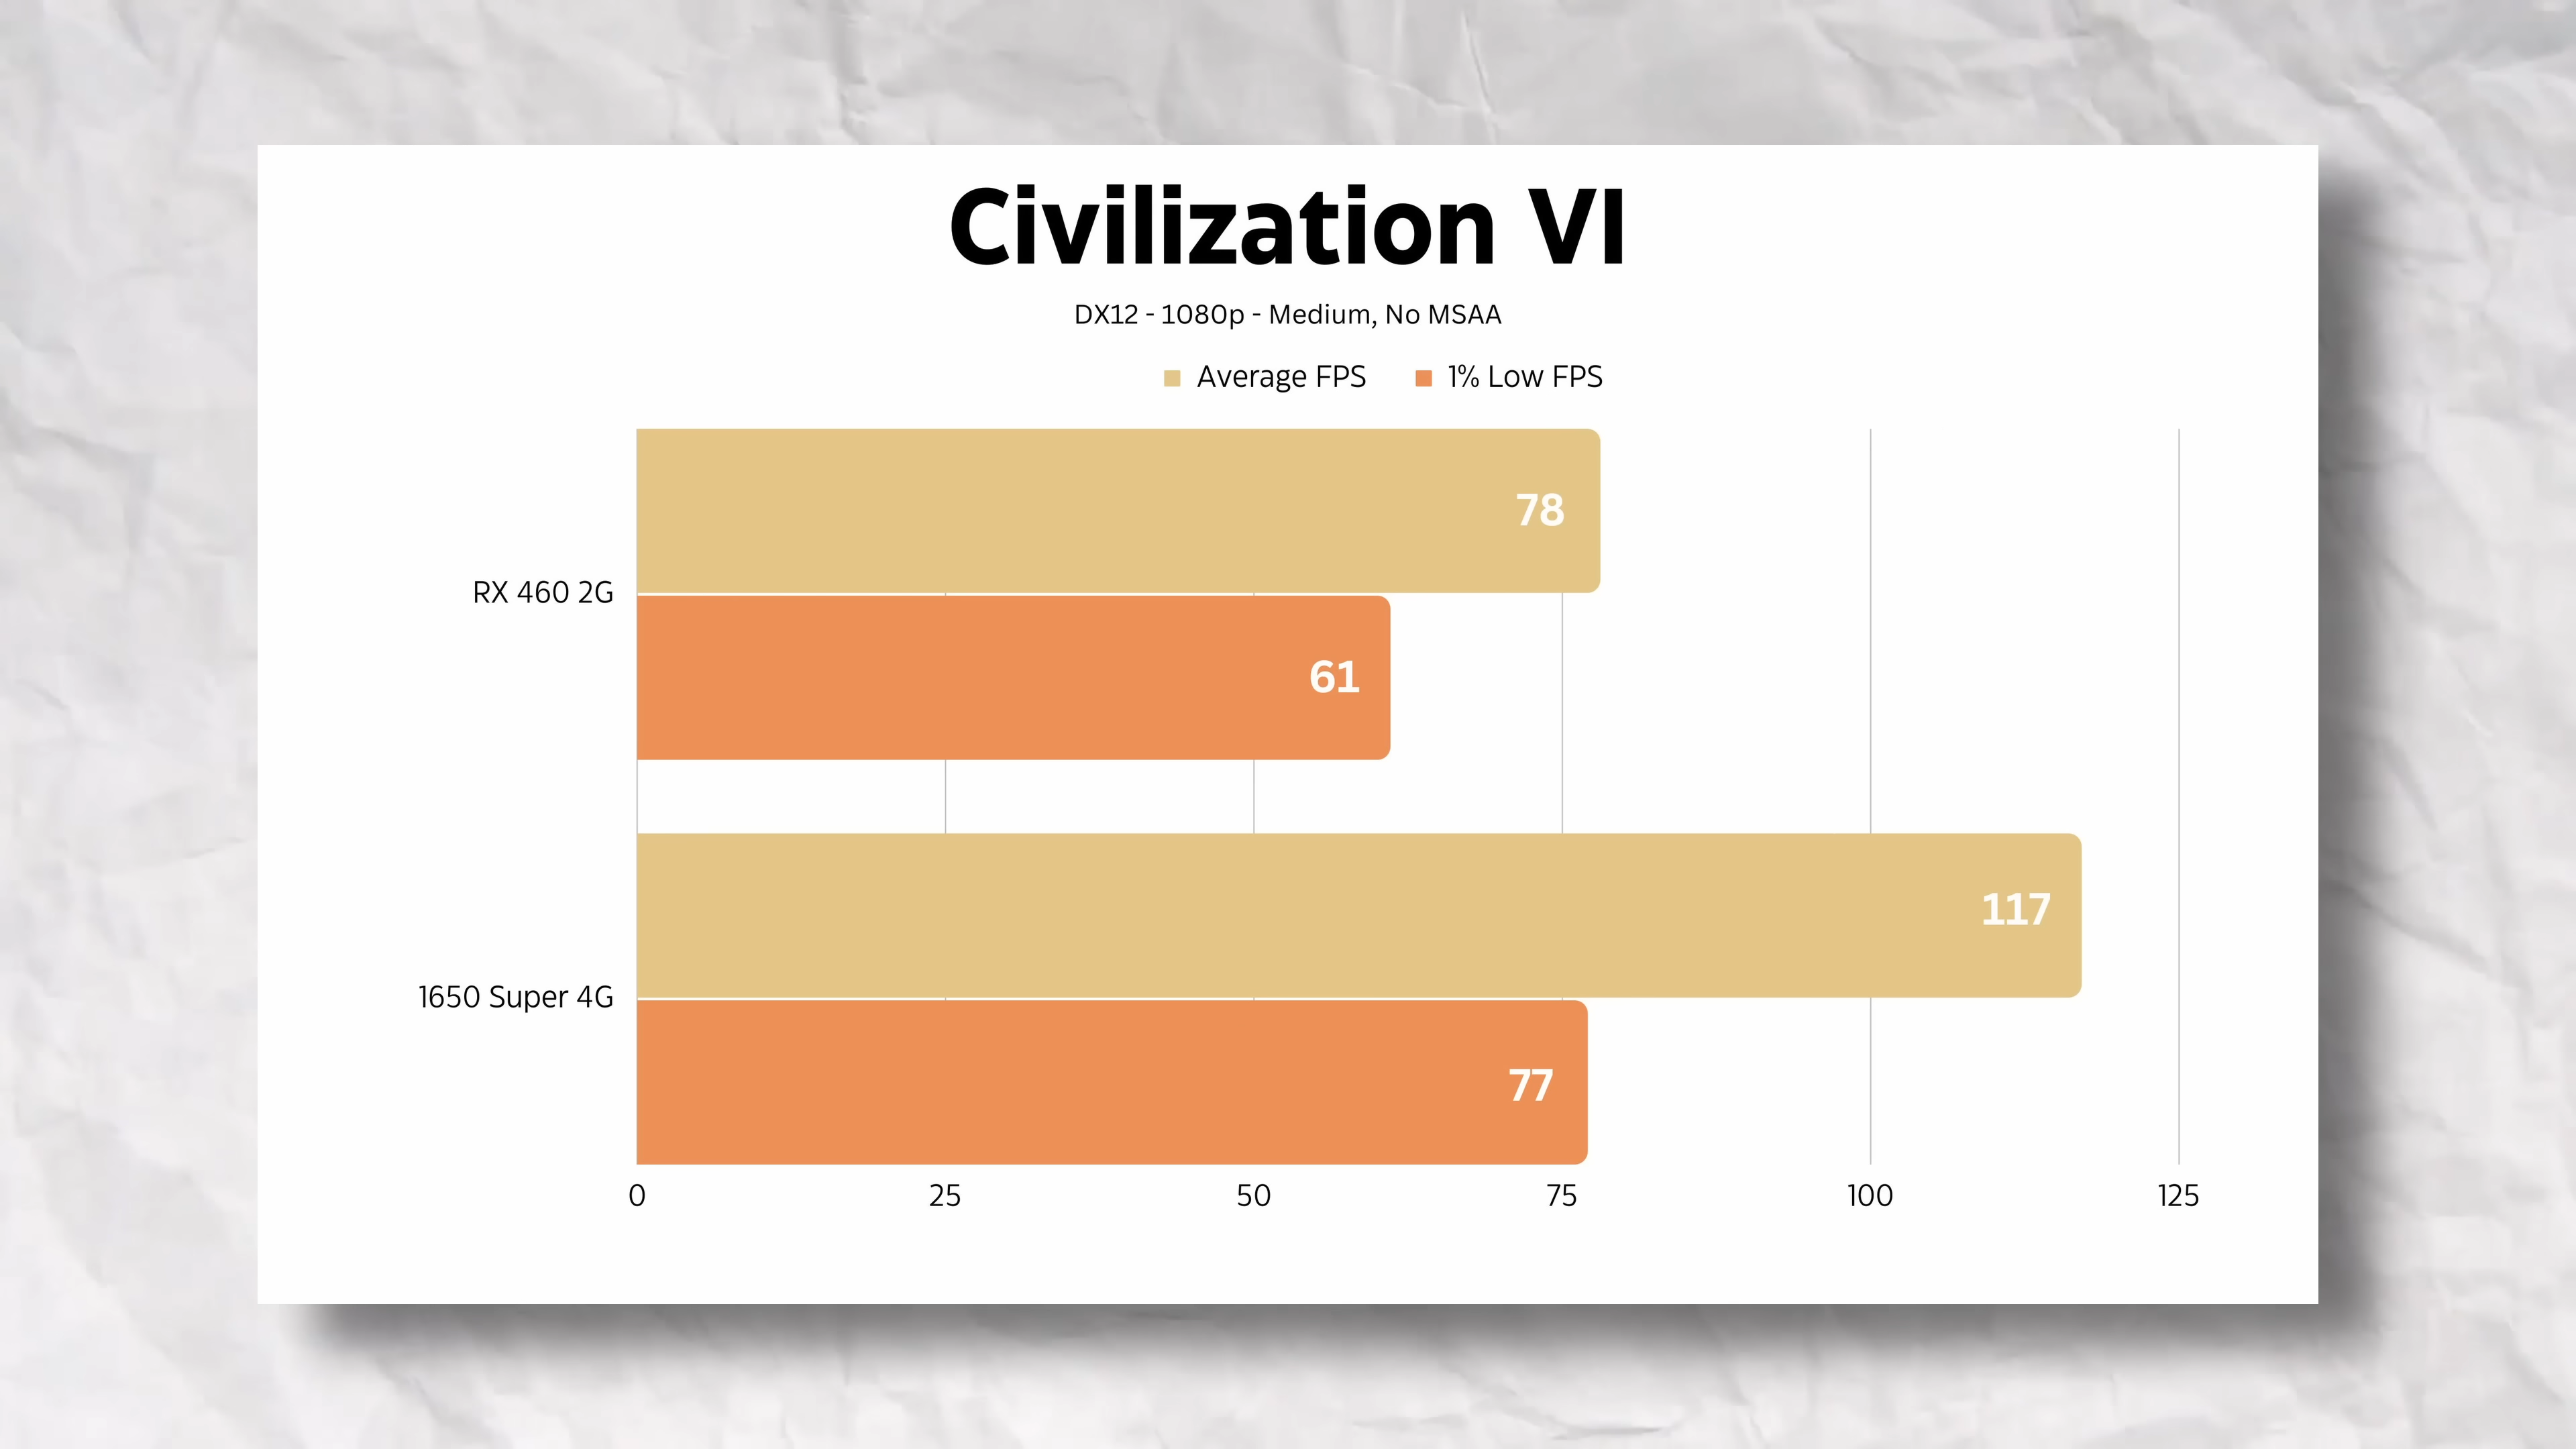 Civilization VI
DX12 - 1080p - Medium, No MSAA
Average FPS 1% Low FPS
78
RX 460 2G
61
117
1650 Super 4G
77
0 25 50 75 100 125